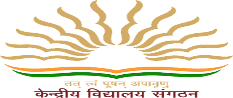 तत् त्वं पूषन् अपावृणु
केन्द्रीय विद्यालय संगठन